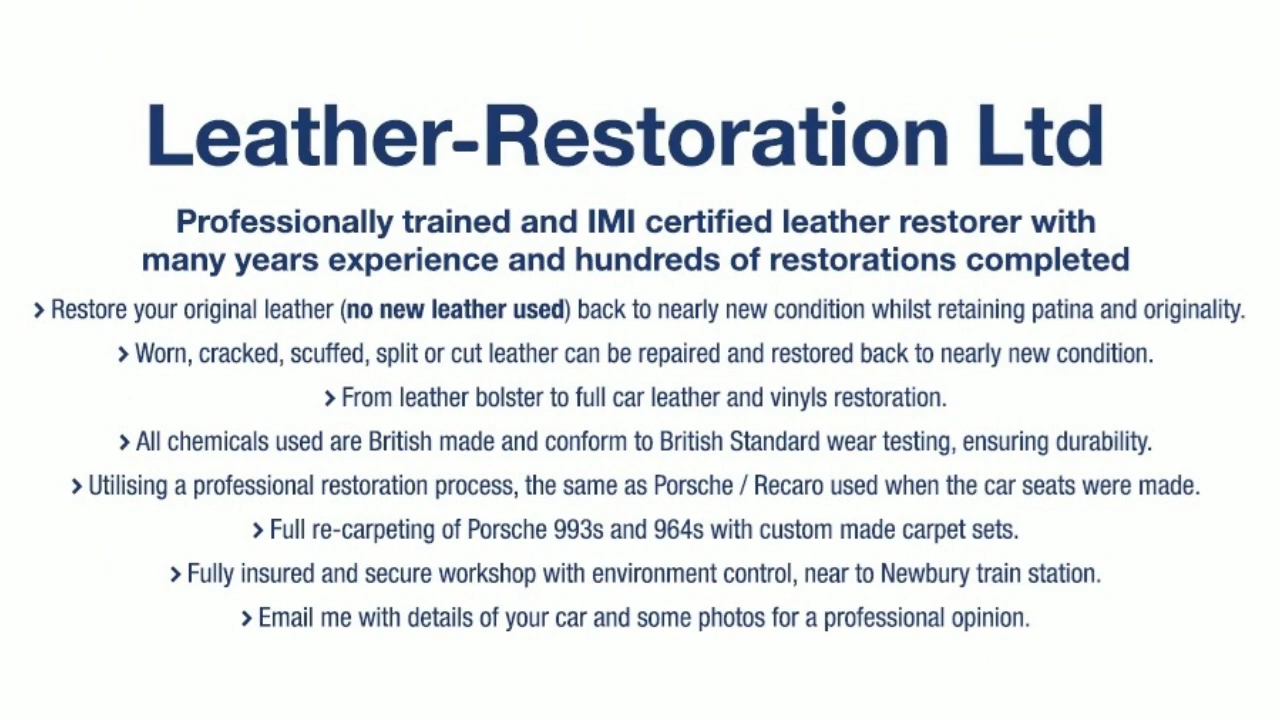 Leather-Restoration Ltd
Professionally trained and IMI certified leather restorer with
many years experience and hundreds of restorations completed
> Restore your original leather (no new leather used) back to nearly new condition whilst retaining patina and originality.
> Worn, cracked, scuffed, split or cut leather can be repaired and restored back to nearly new condition.
> From leather bolster to full car leather and vinyls restoration.
> All chemicals used are British made and conform to British Standard wear testing, ensuring durability.
> Utilising a professional restoration process, the same as Porsche / Recaro used when the car seats were made.
> Full re-carpeting of Porsche 993s and 964s with custom made carpet sets.
> Fully insured and secure workshop with environment control, near to Newbury train station.
> Email me with details of your car and some photos for a professional opinion.